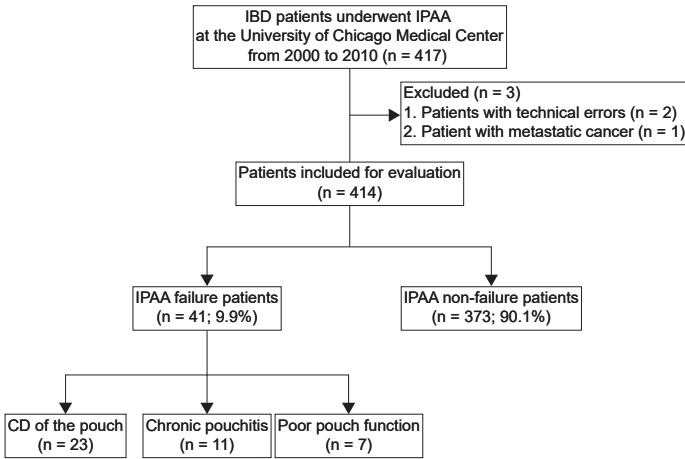 IBD patients underwent IPAA
at the University of Chicago Medical Center
from 2000 to 2010 (n = 417)
Excluded (n = 3)
1. Patients with technical errors (n = 2)
2. Patient with metastatic cancer (n = 1)
Patients included for evaluation
(n = 414)
IPAA failure patients
(n = 41; 9.9%)
IPAA non-failure patients
(n = 373; 90.1%)
CD of the pouch
(n = 23)
Chronic pouchitis
(n = 11)
Poor pouch function
(n = 7)